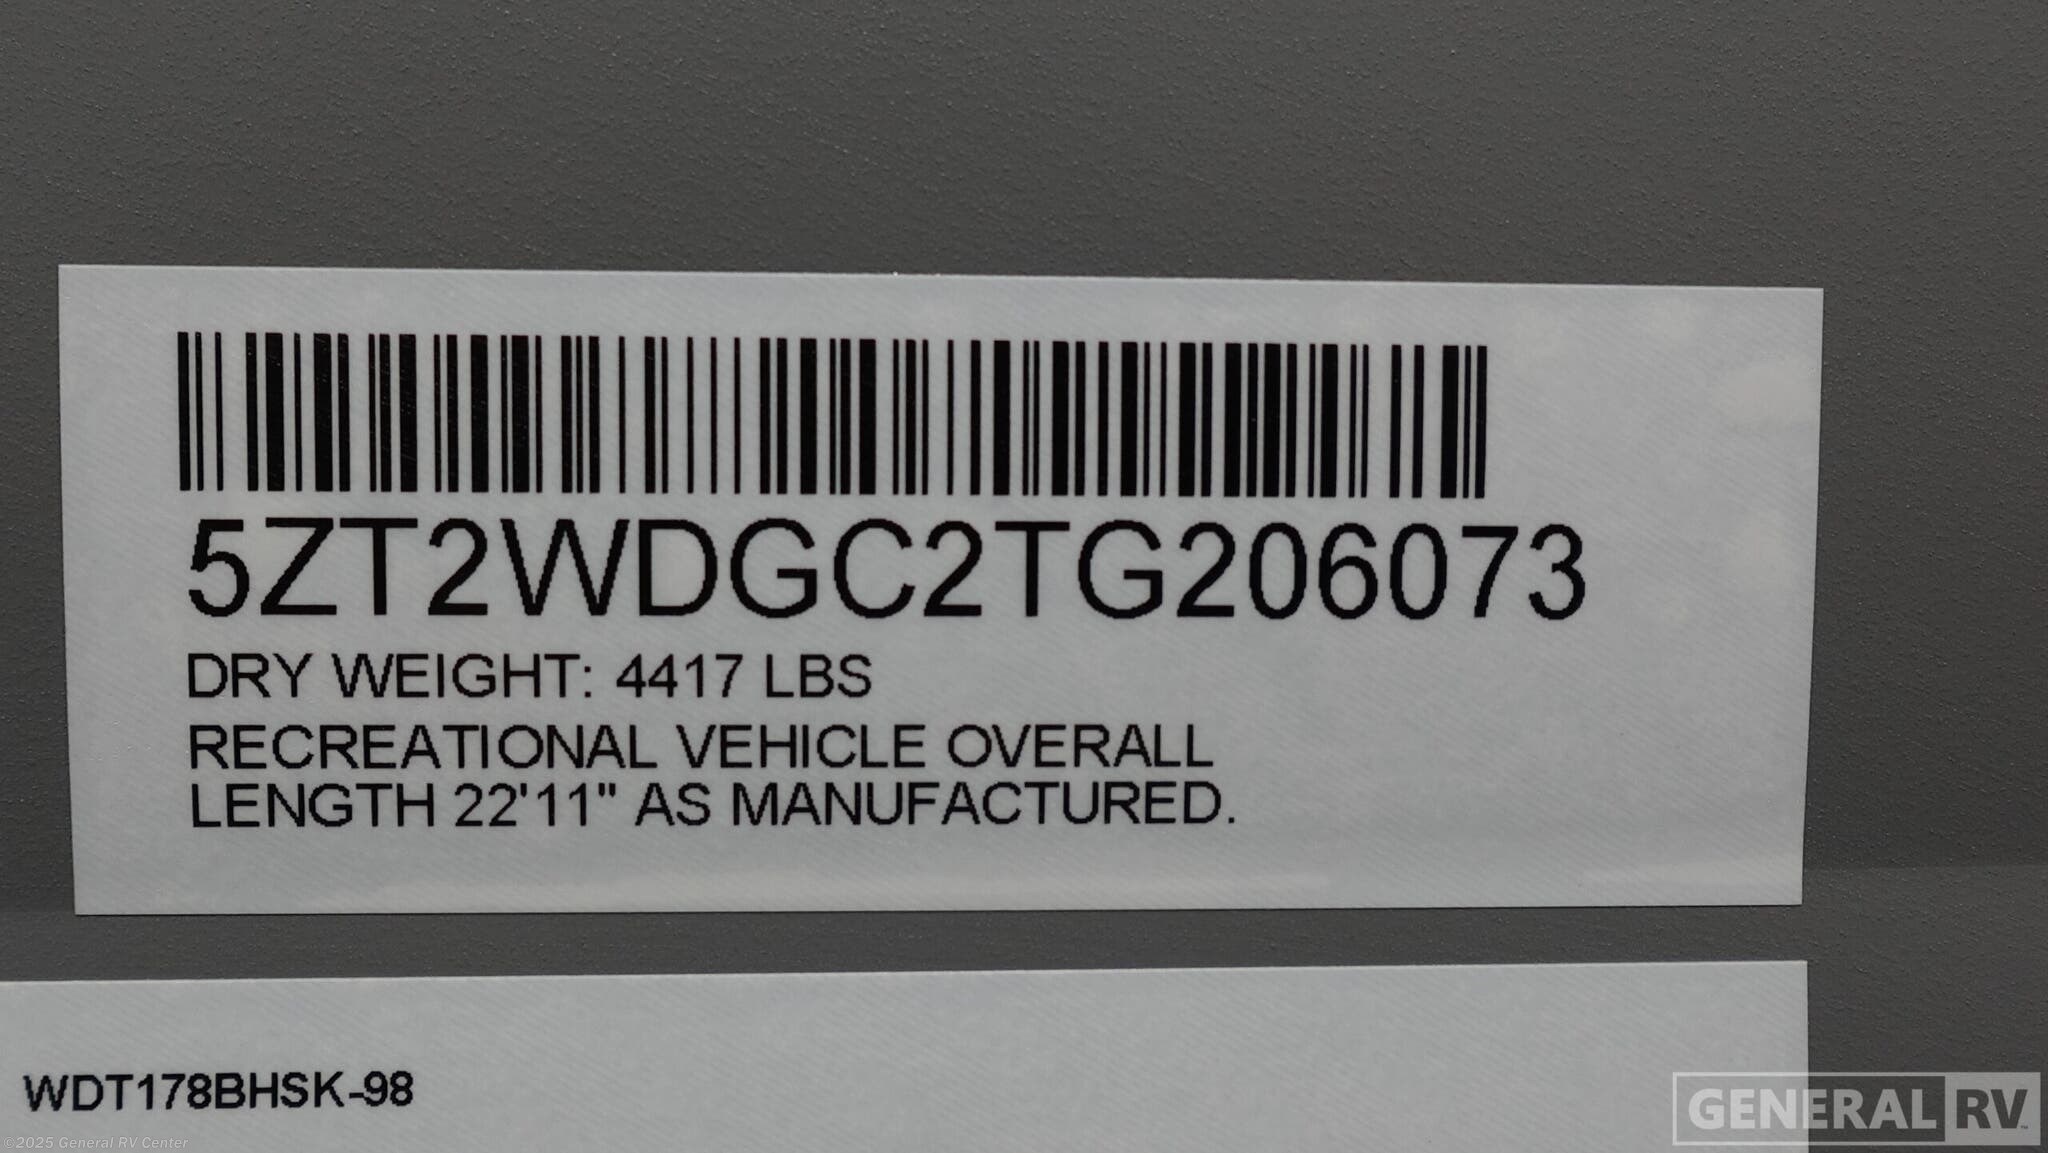 5ZT2WDGC2TG206073
DRY WEIGHT: 4417 LBS
RECREATIONAL VEHICLE OVERALL
LENGTH 22'11" AS MANUFACTURED.
WDT178BHSK-98
©2025 General RV Center
GENERAL RV™